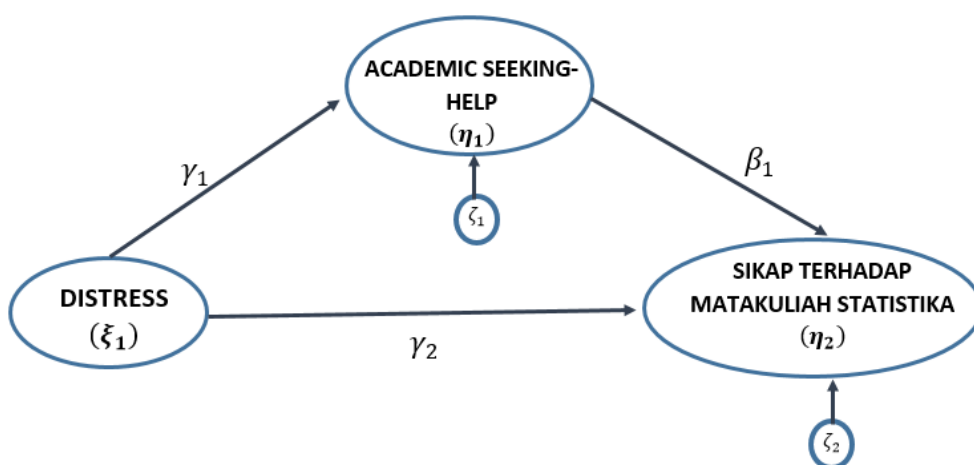 ACADEMIC SEEKING-
HELP
(η₁)
γ₁
β₁
ζ₁
SIKAP TERHADAP
MATAKULIAH STATISTIKA
(η₂)
DISTRESS
(ξ₁)
γ₂
ζ₂